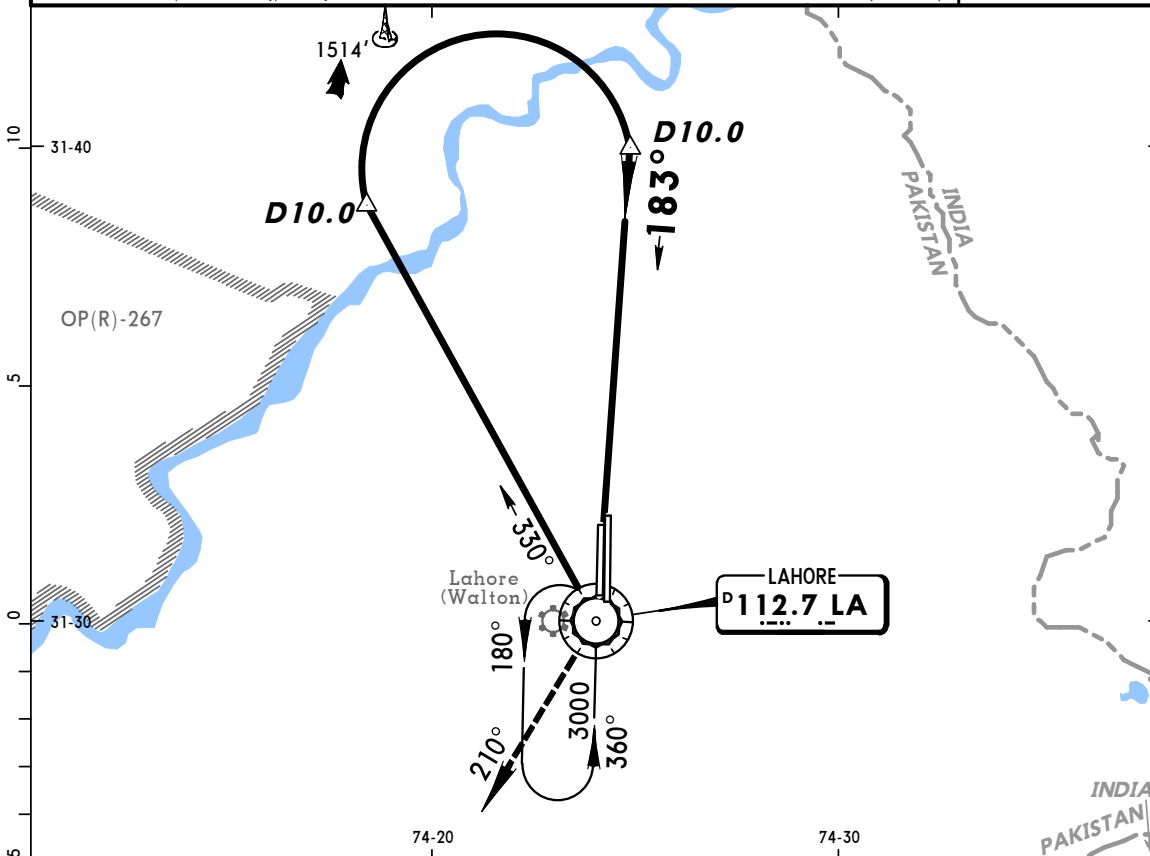 1514'
10
31-40
D10.0
183°
D10.0
INDIA
PAKISTAN
OP(R)-267
5
330°
LAHORE
D 112.7 LA
Lahore
(Walton)
0
31-30
180°
3000
360°
210°
74-20
74-30
INDIA
PAKISTAN
5